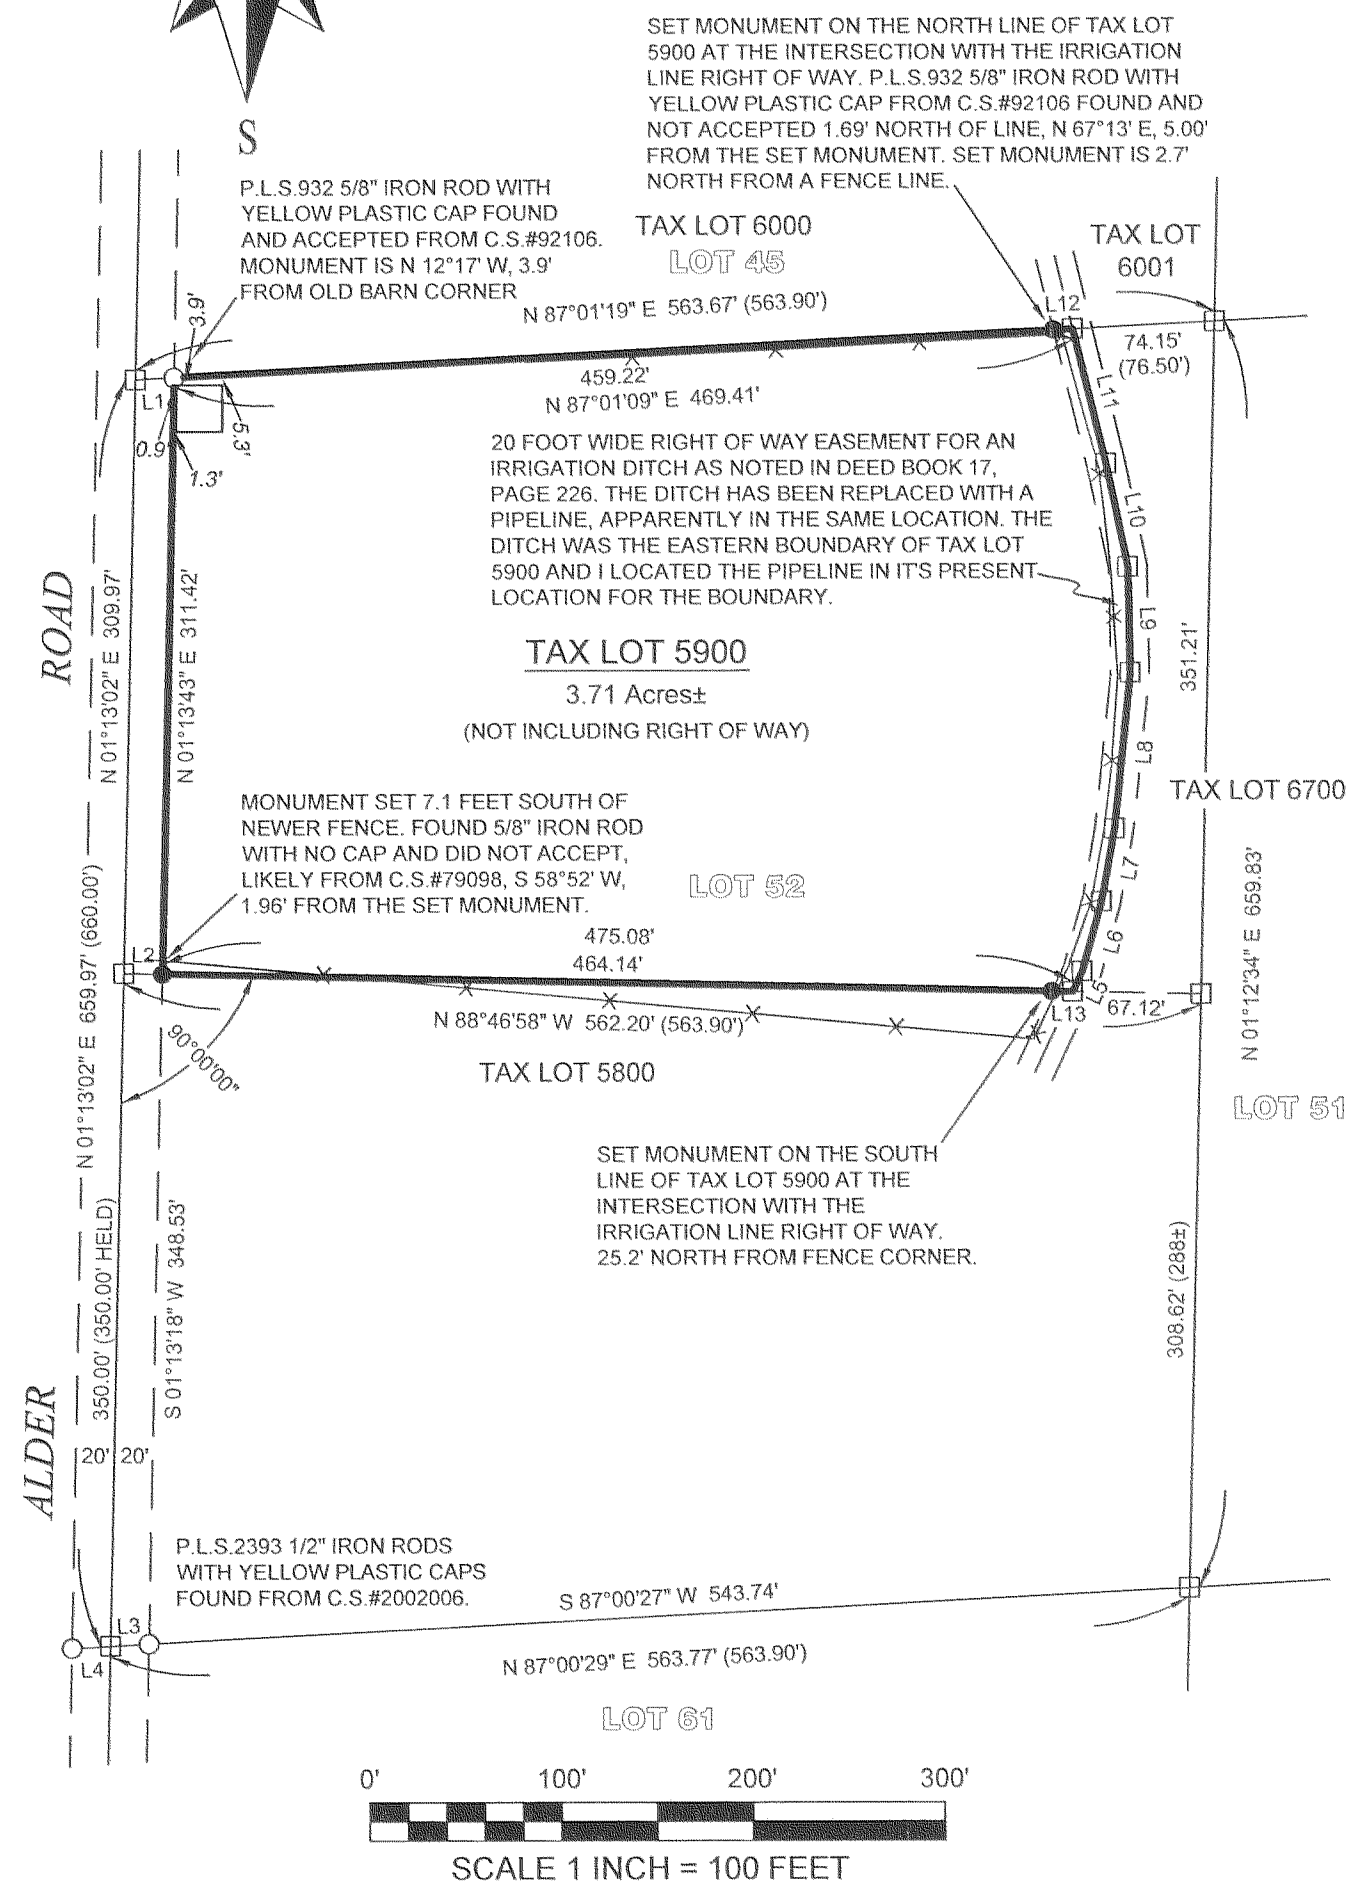 S
SET MONUMENT ON THE NORTH LINE OF TAX LOT
5900 AT THE INTERSECTION WITH THE IRRIGATION
LINE RIGHT OF WAY. P.L.S.932 5/8" IRON ROD WITH
YELLOW PLASTIC CAP FROM C.S.#92106 FOUND AND
NOT ACCEPTED 1.69' NORTH OF LINE, N 67°13' E, 5.00'
FROM THE SET MONUMENT. SET MONUMENT IS 2.7'
NORTH FROM A FENCE LINE.
P.L.S.932 5/8" IRON ROD WITH
YELLOW PLASTIC CAP FOUND
AND ACCEPTED FROM C.S.#92106.
MONUMENT IS N 12°17' W, 3.9'
FROM OLD BARN CORNER
TAX LOT 6000
LOT 45
TAX LOT
6001
N 87°01'19" E 563.67' (563.90')
L12
3.9'
74.15'
(76.50')
459.22'
N 87°01'09" E 469.41'
L1
L11
0.9'
5.3'
1.3'
20 FOOT WIDE RIGHT OF WAY EASEMENT FOR AN
IRRIGATION DITCH AS NOTED IN DEED BOOK 17,
PAGE 226. THE DITCH HAS BEEN REPLACED WITH A
PIPELINE, APPARENTLY IN THE SAME LOCATION. THE
DITCH WAS THE EASTERN BOUNDARY OF TAX LOT
5900 AND I LOCATED THE PIPELINE IN IT'S PRESENT
LOCATION FOR THE BOUNDARY.
L10
L9
ROAD
N 01°13'02" E 309.97'
N 01°13'43" E 311.42'
TAX LOT 5900
3.71 Acres±
(NOT INCLUDING RIGHT OF WAY)
351.21'
L8
TAX LOT 6700
MONUMENT SET 7.1 FEET SOUTH OF
NEWER FENCE. FOUND 5/8" IRON ROD
WITH NO CAP AND DID NOT ACCEPT,
LIKELY FROM C.S.#79098, S 58°52' W,
1.96' FROM THE SET MONUMENT.
LOT 52
L7
L6
475.08'
464.14'
L2
L5
N 88°46'58" W 562.20' (563.90')
L13
67.12'
N 01°12'34" E 659.83'
N 01°13'02" E 659.97' (660.00')
90°00'00"
TAX LOT 5800
LOT 51
SET MONUMENT ON THE SOUTH
LINE OF TAX LOT 5900 AT THE
INTERSECTION WITH THE
IRRIGATION LINE RIGHT OF WAY.
25.2' NORTH FROM FENCE CORNER.
350.00' (350.00' HELD)
S 01°13'18" W 348.53'
308.62' (288±)
ALDER
20' 20'
P.L.S.2393 1/2" IRON RODS
WITH YELLOW PLASTIC CAPS
FOUND FROM C.S.#2002006.
S 87°00'27" W 543.74'
L3
L4
N 87°00'29" E 563.77' (563.90')
LOT 61
0' 100' 200' 300'
SCALE 1 INCH = 100 FEET